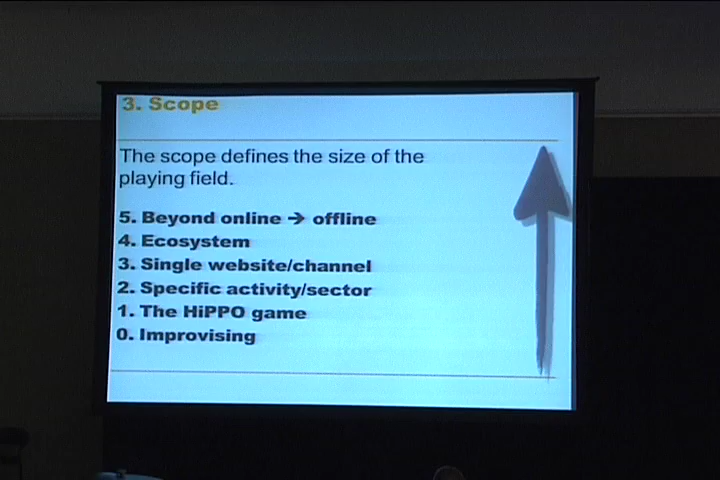 3. Scope
The scope defines the size of the
playing field.
5. Beyond online → offline
4. Ecosystem
3. Single website/channel
2. Specific activity/sector
1. The HiPPO game
0. Improvising